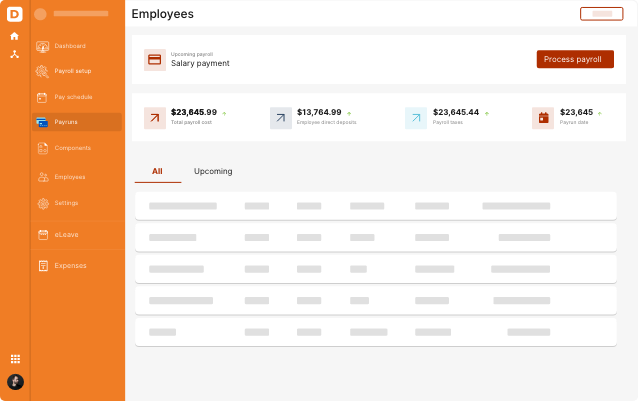 D
Employees
Dashboard
Payroll setup
Pay schedule
Payruns
Components
Employees
Settings
eLeave
Expenses
Upcoming payroll
Salary payment
Process payroll
$23,645.99 +
Total payroll cost
$13,764.99 +
Employee direct deposits
$23,645.44 +
Payroll taxes
$23,645 +
Payrun date
All
Upcoming